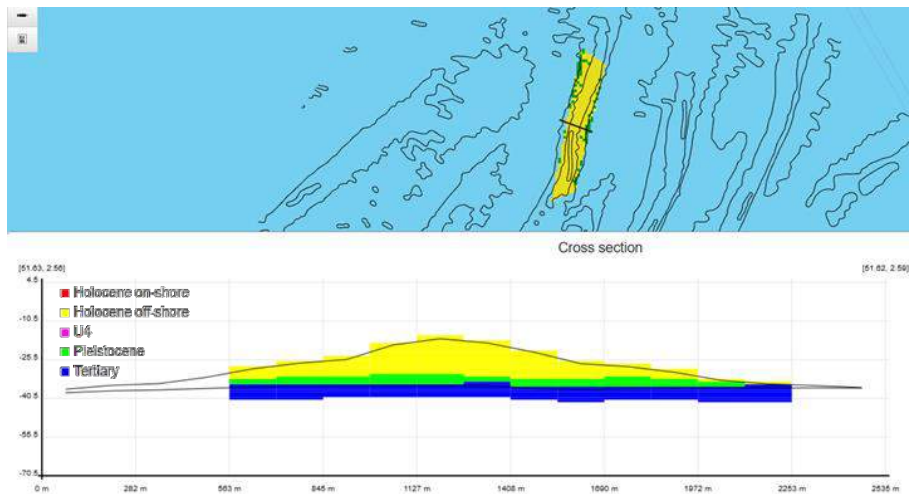 Cross section
[51.63, 2.56]
[51.62, 2.59]
4.5
-10.5
-25.5
-40.5
-55.5
-70.5
Holocene on-shore
Holocene off-shore
U4
Pleistocene
Tertiary
0 m
282 m
563 m
845 m
1127 m
1408 m
1690 m
1972 m
2253 m
2535 m